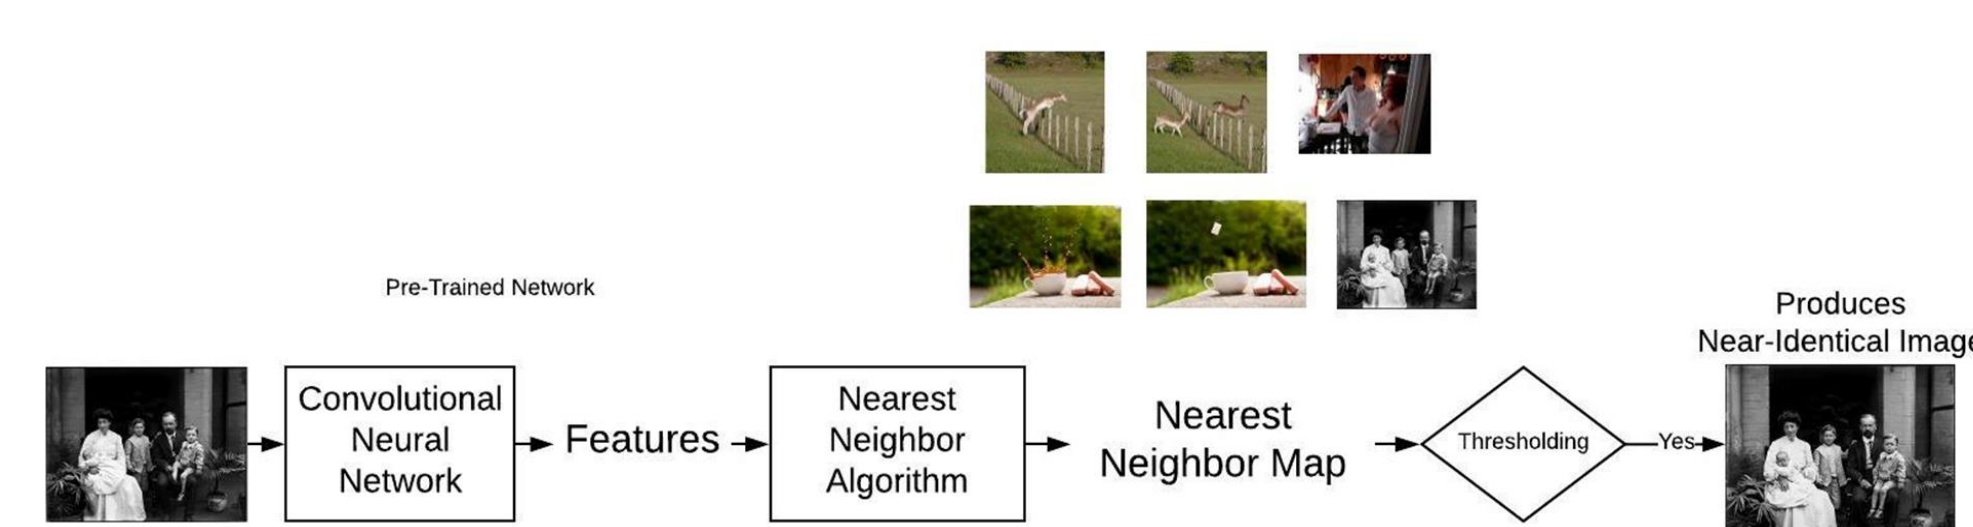 Pre-Trained Network
Produces
Near-Identical Image
Convolutional
Neural
Network
Features
Nearest
Neighbor
Algorithm
Nearest
Neighbor Map
Thresholding
Yes